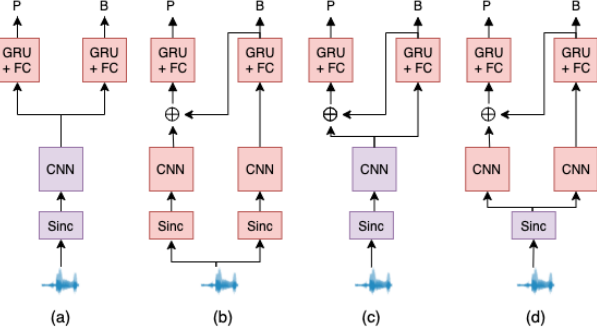 P B P B P B P B
GRU + FC GRU + FC GRU + FC GRU + FC GRU + FC GRU + FC GRU + FC GRU + FC
CNN CNN CNN CNN CNN CNN
Sinc Sinc Sinc Sinc Sinc
(a) (b) (c) (d)